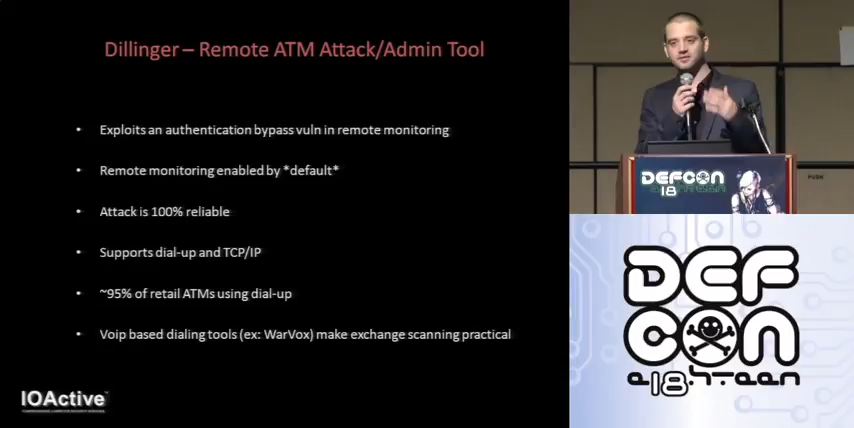 Dillinger – Remote ATM Attack/Admin Tool
• Exploits an authentication bypass vuln in remote monitoring
• Remote monitoring enabled by *default*
• Attack is 100% reliable
• Supports dial-up and TCP/IP
• ~95% of retail ATMs using dial-up
• Voip based dialing tools (ex: WarVox) make exchange scanning practical
IOActive
DEFCON
18
PUSH
DEF
CON
e18hteen